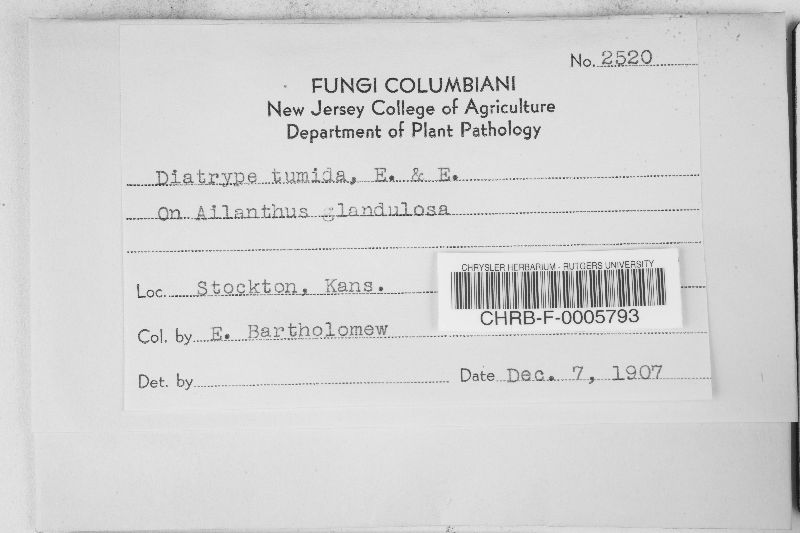 No. 2520
FUNGI COLUMBIANI
New Jersey College of Agriculture
Department of Plant Pathology
Diatrype tumida, E. & E.
On Ailanthus glandulosa
CHRYSLER HERBARIUM - RUTGERS UNIVERSITY
CHRB-F-0005793
Loc. Stockton, Kans.
Col. by E. Bartholomew
Det. by
Date Dec. 7, 1907